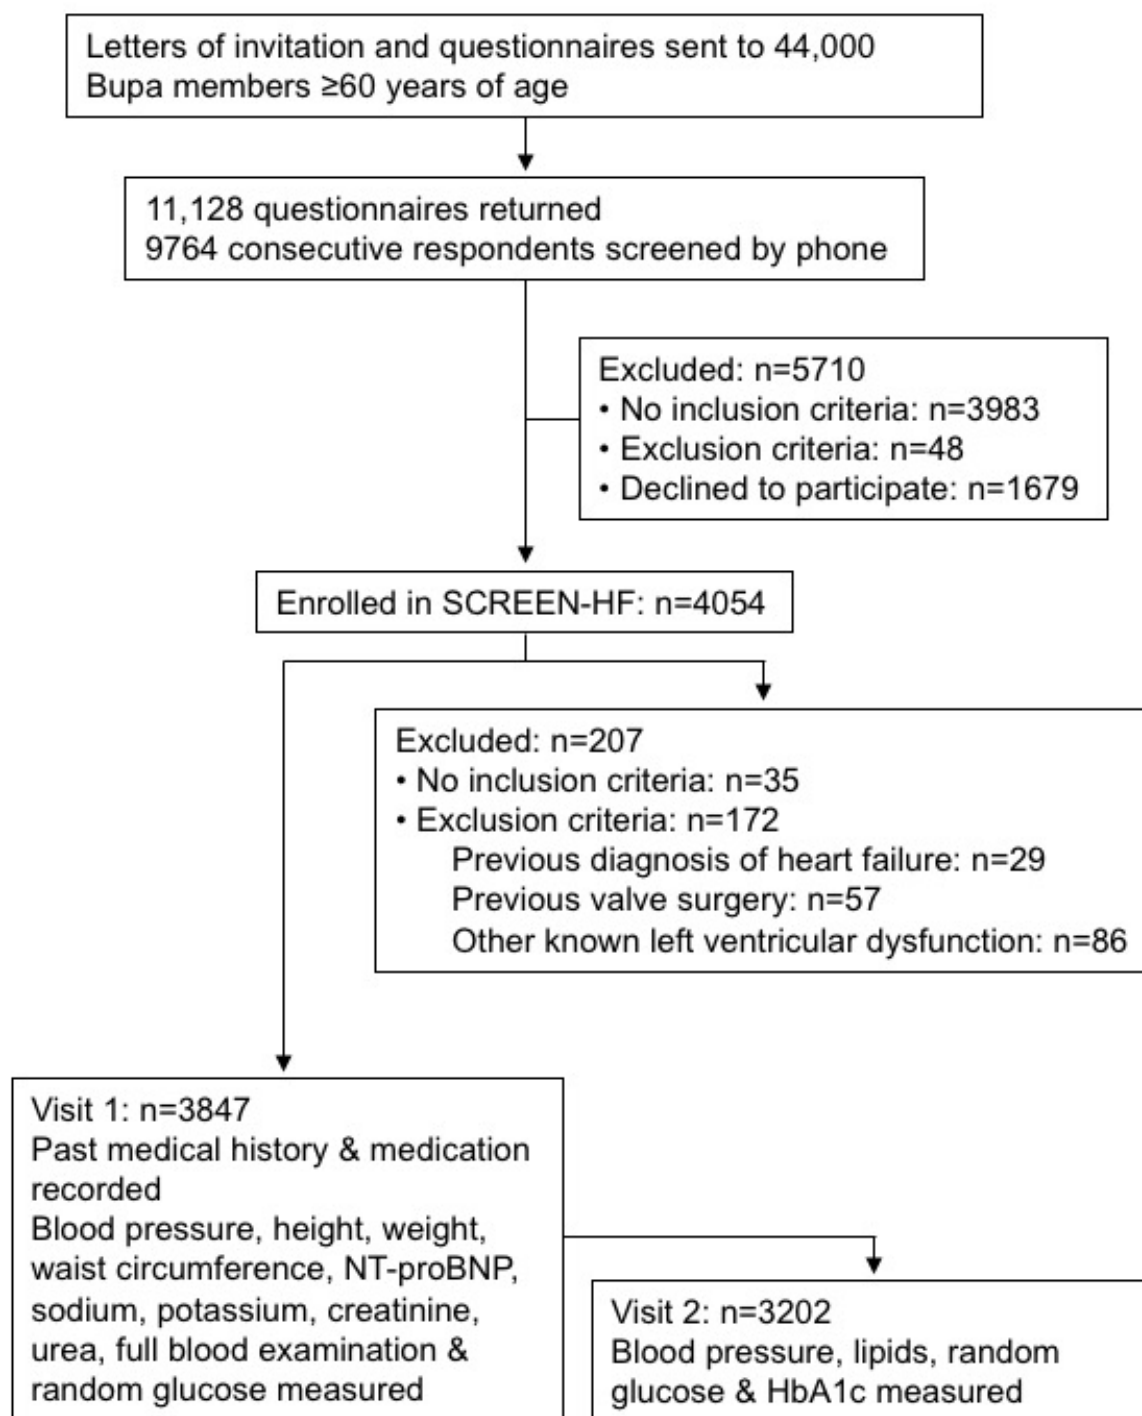 Letters of invitation and questionnaires sent to 44,000
Bupa members ≥60 years of age
11,128 questionnaires returned
9764 consecutive respondents screened by phone
Excluded: n=5710
• No inclusion criteria: n=3983
• Exclusion criteria: n=48
• Declined to participate: n=1679
Enrolled in SCREEN-HF: n=4054
Excluded: n=207
• No inclusion criteria: n=35
• Exclusion criteria: n=172
Previous diagnosis of heart failure: n=29
Previous valve surgery: n=57
Other known left ventricular dysfunction: n=86
Visit 1: n=3847
Past medical history & medication
recorded
Blood pressure, height, weight,
waist circumference, NT-proBNP,
sodium, potassium, creatinine,
urea, full blood examination &
random glucose measured
Visit 2: n=3202
Blood pressure, lipids, random
glucose & HbA1c measured